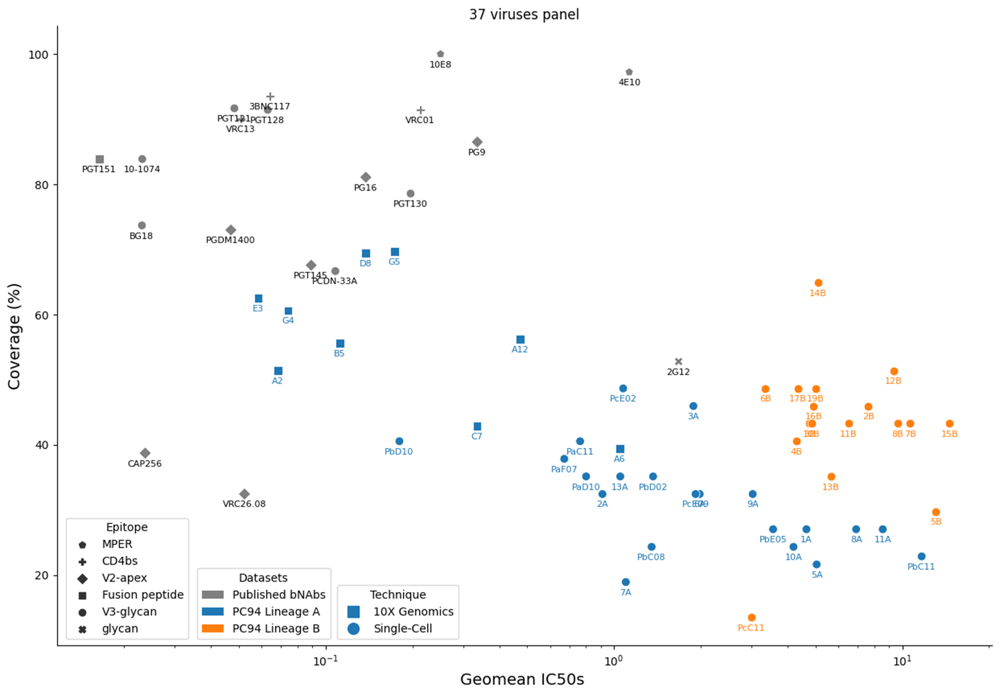 37 viruses panel
Coverage (%)
100
80
60
40
20
10E8
4E10
3BNC117
PGT121
PGT128
VRC13
VRC01
PG9
PGT151
10-1074
PG16
PGT130
BG18
PGDM1400
D8
G5
PGT145
PCDN-33A
14B
E3
G4
B5
A12
A2
2G12
12B
PcE02
6B
17B
19B
3A
16B
2B
C7
11B
8B
7B
15B
PbD10
PaC11
4B
A6
CAP256
PaF07
PaD10
13A
PbD02
13B
VRC26.08
2A
9A
5B
PbE05
1A
8A
11A
PbC08
10A
PbC11
5A
7A
PcC11
Epitope
MPER
CD4bs
V2-apex
Fusion peptide
V3-glycan
glycan
Datasets
Published bNAbs
PC94 Lineage A
PC94 Lineage B
Technique
10X Genomics
Single-Cell
10⁻¹
10⁰
10¹
Geomean IC50s